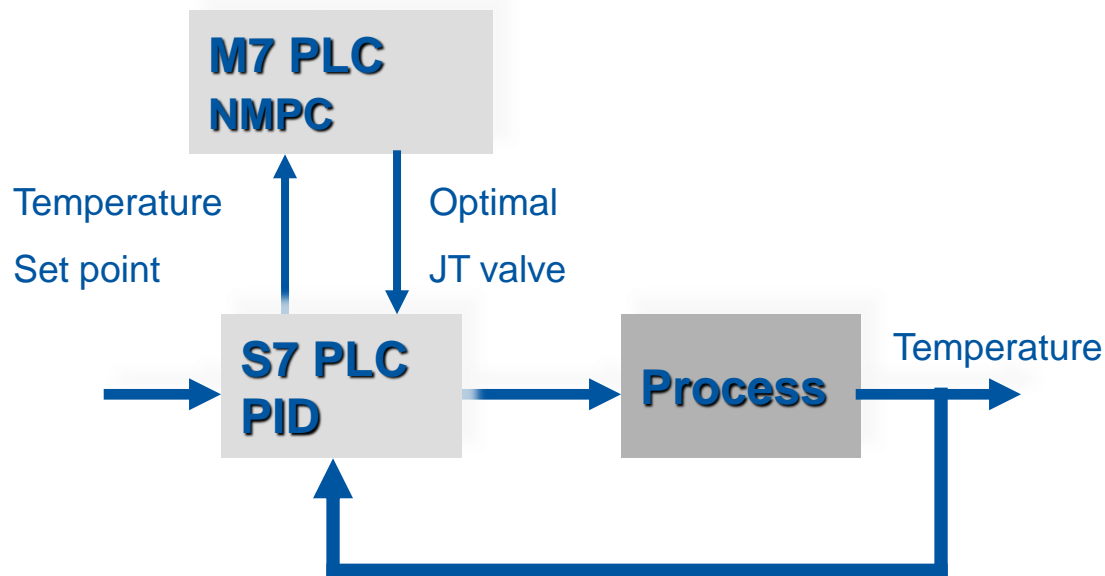 M7 PLC
NMPC
Temperature
Set point
Optimal
JT valve
S7 PLC
PID
Process
Temperature